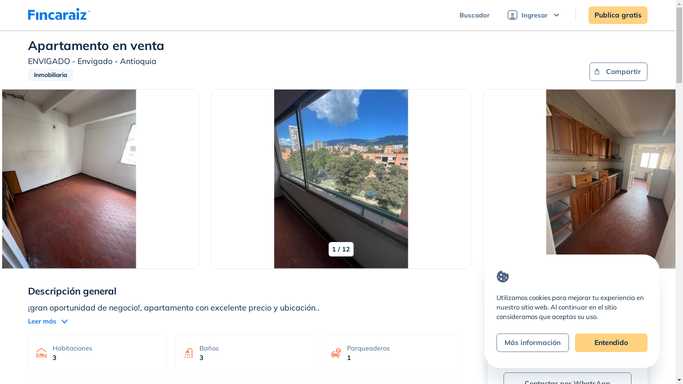 Fincaraiz
Buscador
Ingresar
Publica gratis
Apartamento en venta
ENVIGADO - Envigado - Antioquia
Inmobiliaria
Compartir
1 / 12
Descripción general
¡gran oportunidad de negocio!, apartamento con excelente precio y ubicación..
Leer más
Habitaciones
3
Baños
3
Parqueaderos
1
Utilizamos cookies para mejorar tu experiencia en
nuestro sitio web. Al continuar en el sitio
consideramos que aceptas su uso.
Más información
Entendido
Contactar por WhatsApp